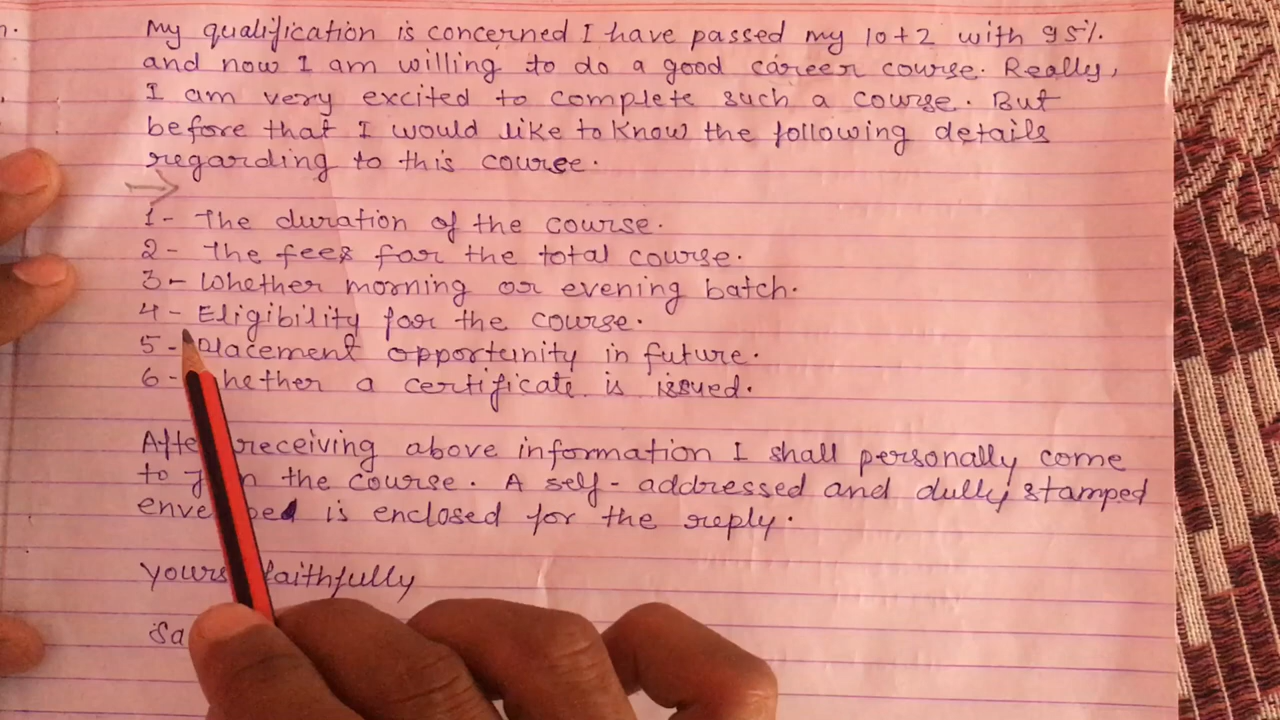 My qualification is concerned I have passed my 10+2 with 95%.
and now I am willing to do a good career course. Really,
I am very excited to complete such a course. But
before that I would like to know the following details
regarding to this course.
1- The duration of the course.
2- The fees for the total course.
3- Whether morning or evening batch.
4- Eligibility for the course.
5- Placement opportunity in future.
6- Whether a certificate is issued.
After receiving above information I shall personally come
to the course. A self-addressed and dully stamped
is enclosed for the reply.
Yours faithfully